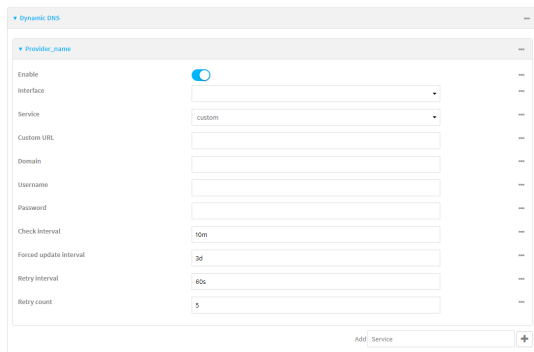 Dynamic DNS
Provider_name
Enable
Interface
Service custom
Custom URL
Domain
Username
Password
Check interval 10m
Forced update interval 3d
Retry interval 60s
Retry count 5
Add Service